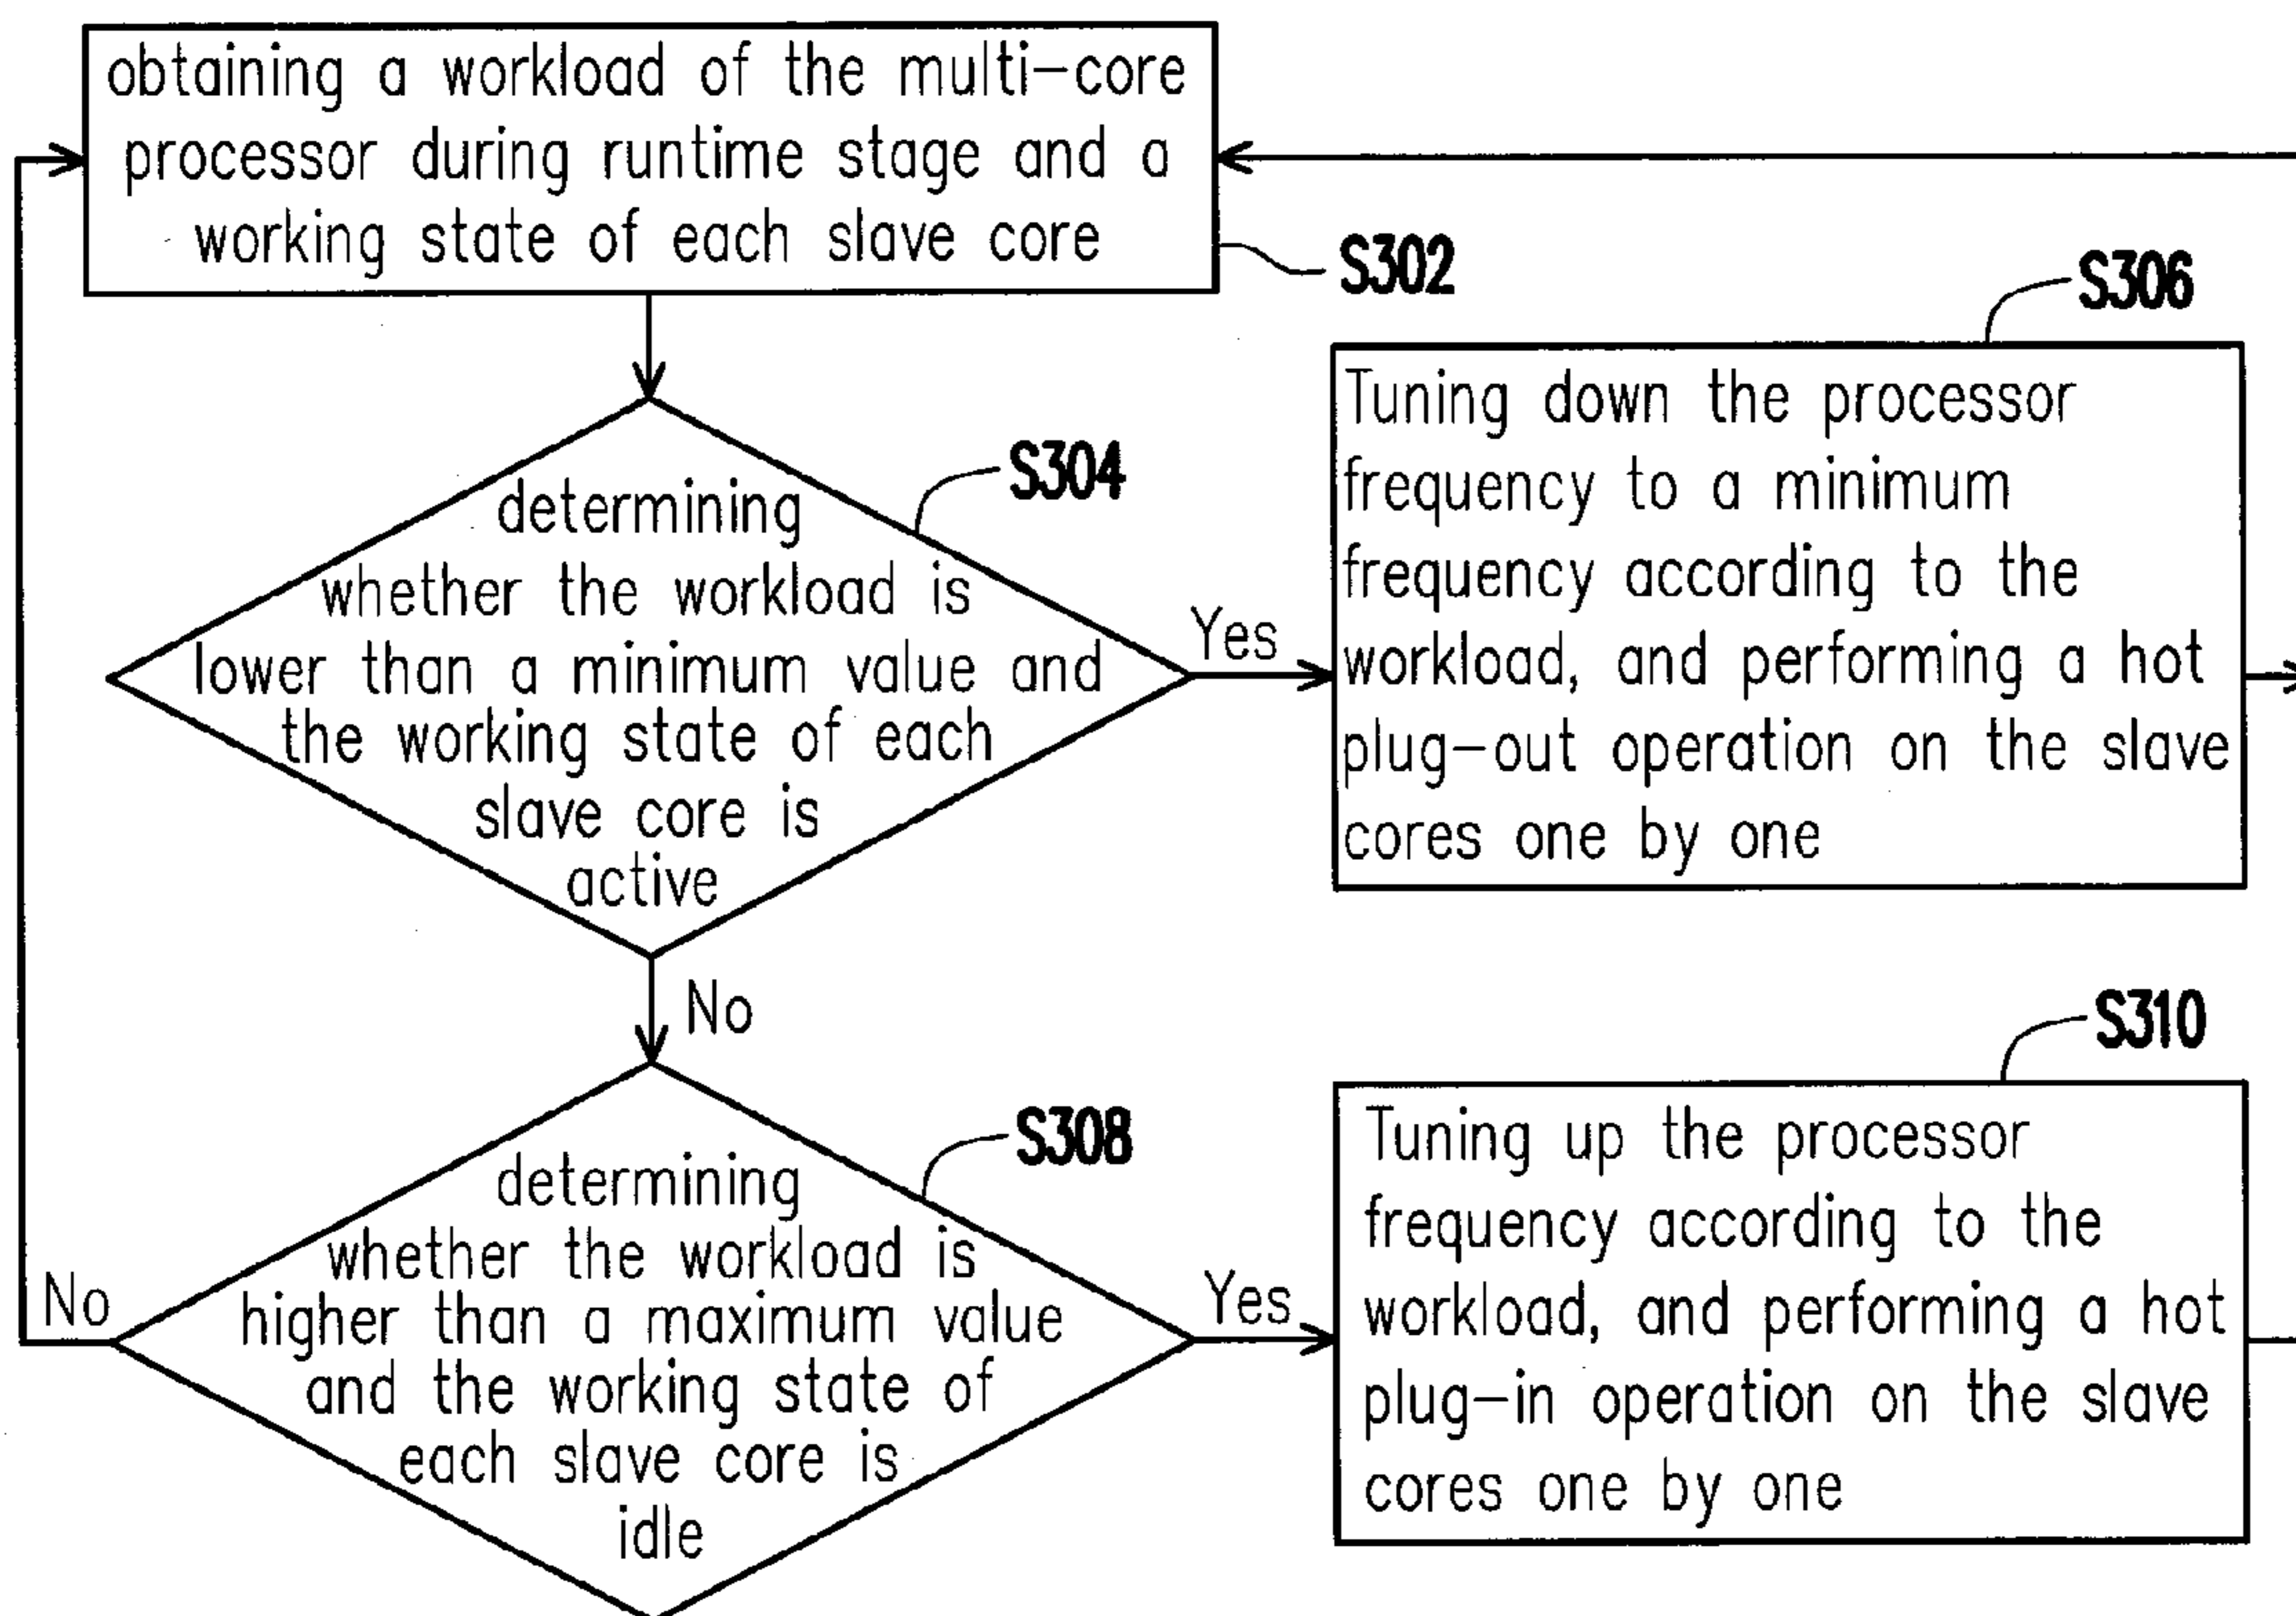 obtaining a workload of the multi-core
processor during runtime stage and a
working state of each slave core
S302
determining
whether the workload is
lower than a minimum value and
the working state of each
slave core is
active
S304
Yes
Tuning down the processor
frequency to a minimum
frequency according to the
workload, and performing a hot
plug-out operation on the slave
cores one by one
S306
No
determining
whether the workload is
higher than a maximum value
and the working state of
each slave core is
idle
S308
No
Yes
Tuning up the processor
frequency according to the
workload, and performing a hot
plug-in operation on the slave
cores one by one
S310